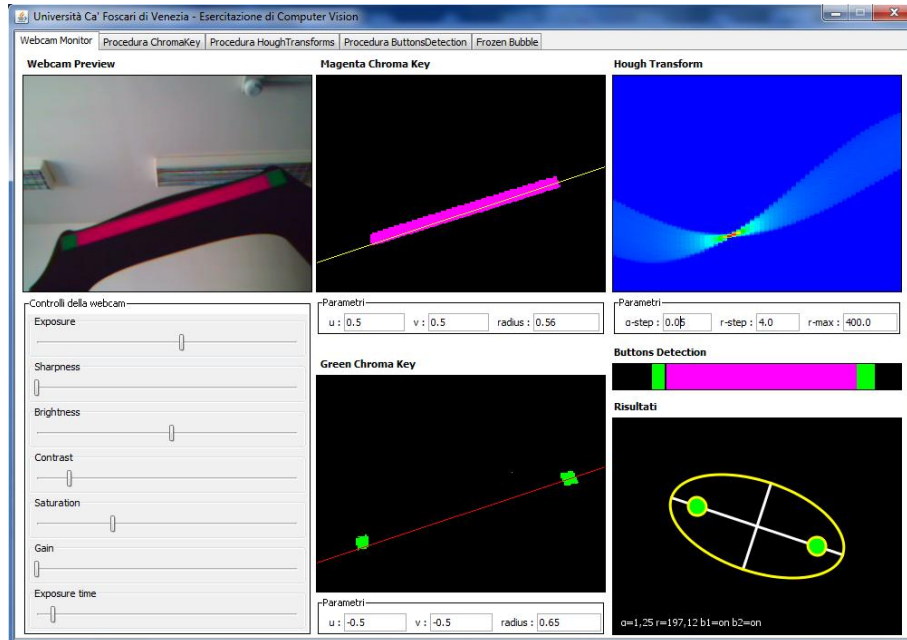 Università Ca' Foscari di Venezia - Esercitazione di Computer Vision
Webcam Monitor Procedura ChromaKey Procedura HoughTransforms Procedura ButtonsDetection Frozen Bubble
Webcam Preview
Magenta Chroma Key
Hough Transform
Controlli della webcam
Exposure
Sharpness
Brightness
Contrast
Saturation
Gain
Exposure time
Parametri
u : 0.5 v : 0.5 radius : 0.56
Green Chroma Key
Parametri
u : -0.5 v : -0.5 radius : 0.65
Parametri
α-step : 0.05 r-step : 4.0 r-max : 400.0
Buttons Detection
Risultati
α=1,25 r=197,12 b1=on b2=on